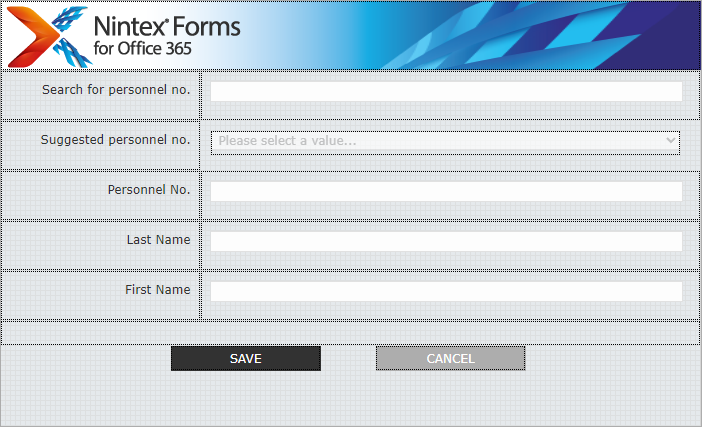 Nintex® Forms
for Office 365
Search for personnel no.
Suggested personnel no.
Please select a value...
Personnel No.
Last Name
First Name
SAVE
CANCEL